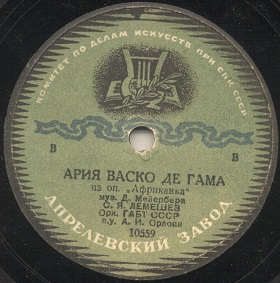 КОМИТЕТ ПО ДЕЛАМ ИСКУССТВ ПРИ СНК СССР
В
В
АРИЯ ВАСКО ДЕ ГАМА
из оп. „Африканка"
муз. Д. Мейербера
С. Я. ЛЕМЕШЕВ
Орк. ГАБТ СССР
п.у. А. И. Орлова
10559
АПРЕЛЕВСКИЙ ЗАВОД